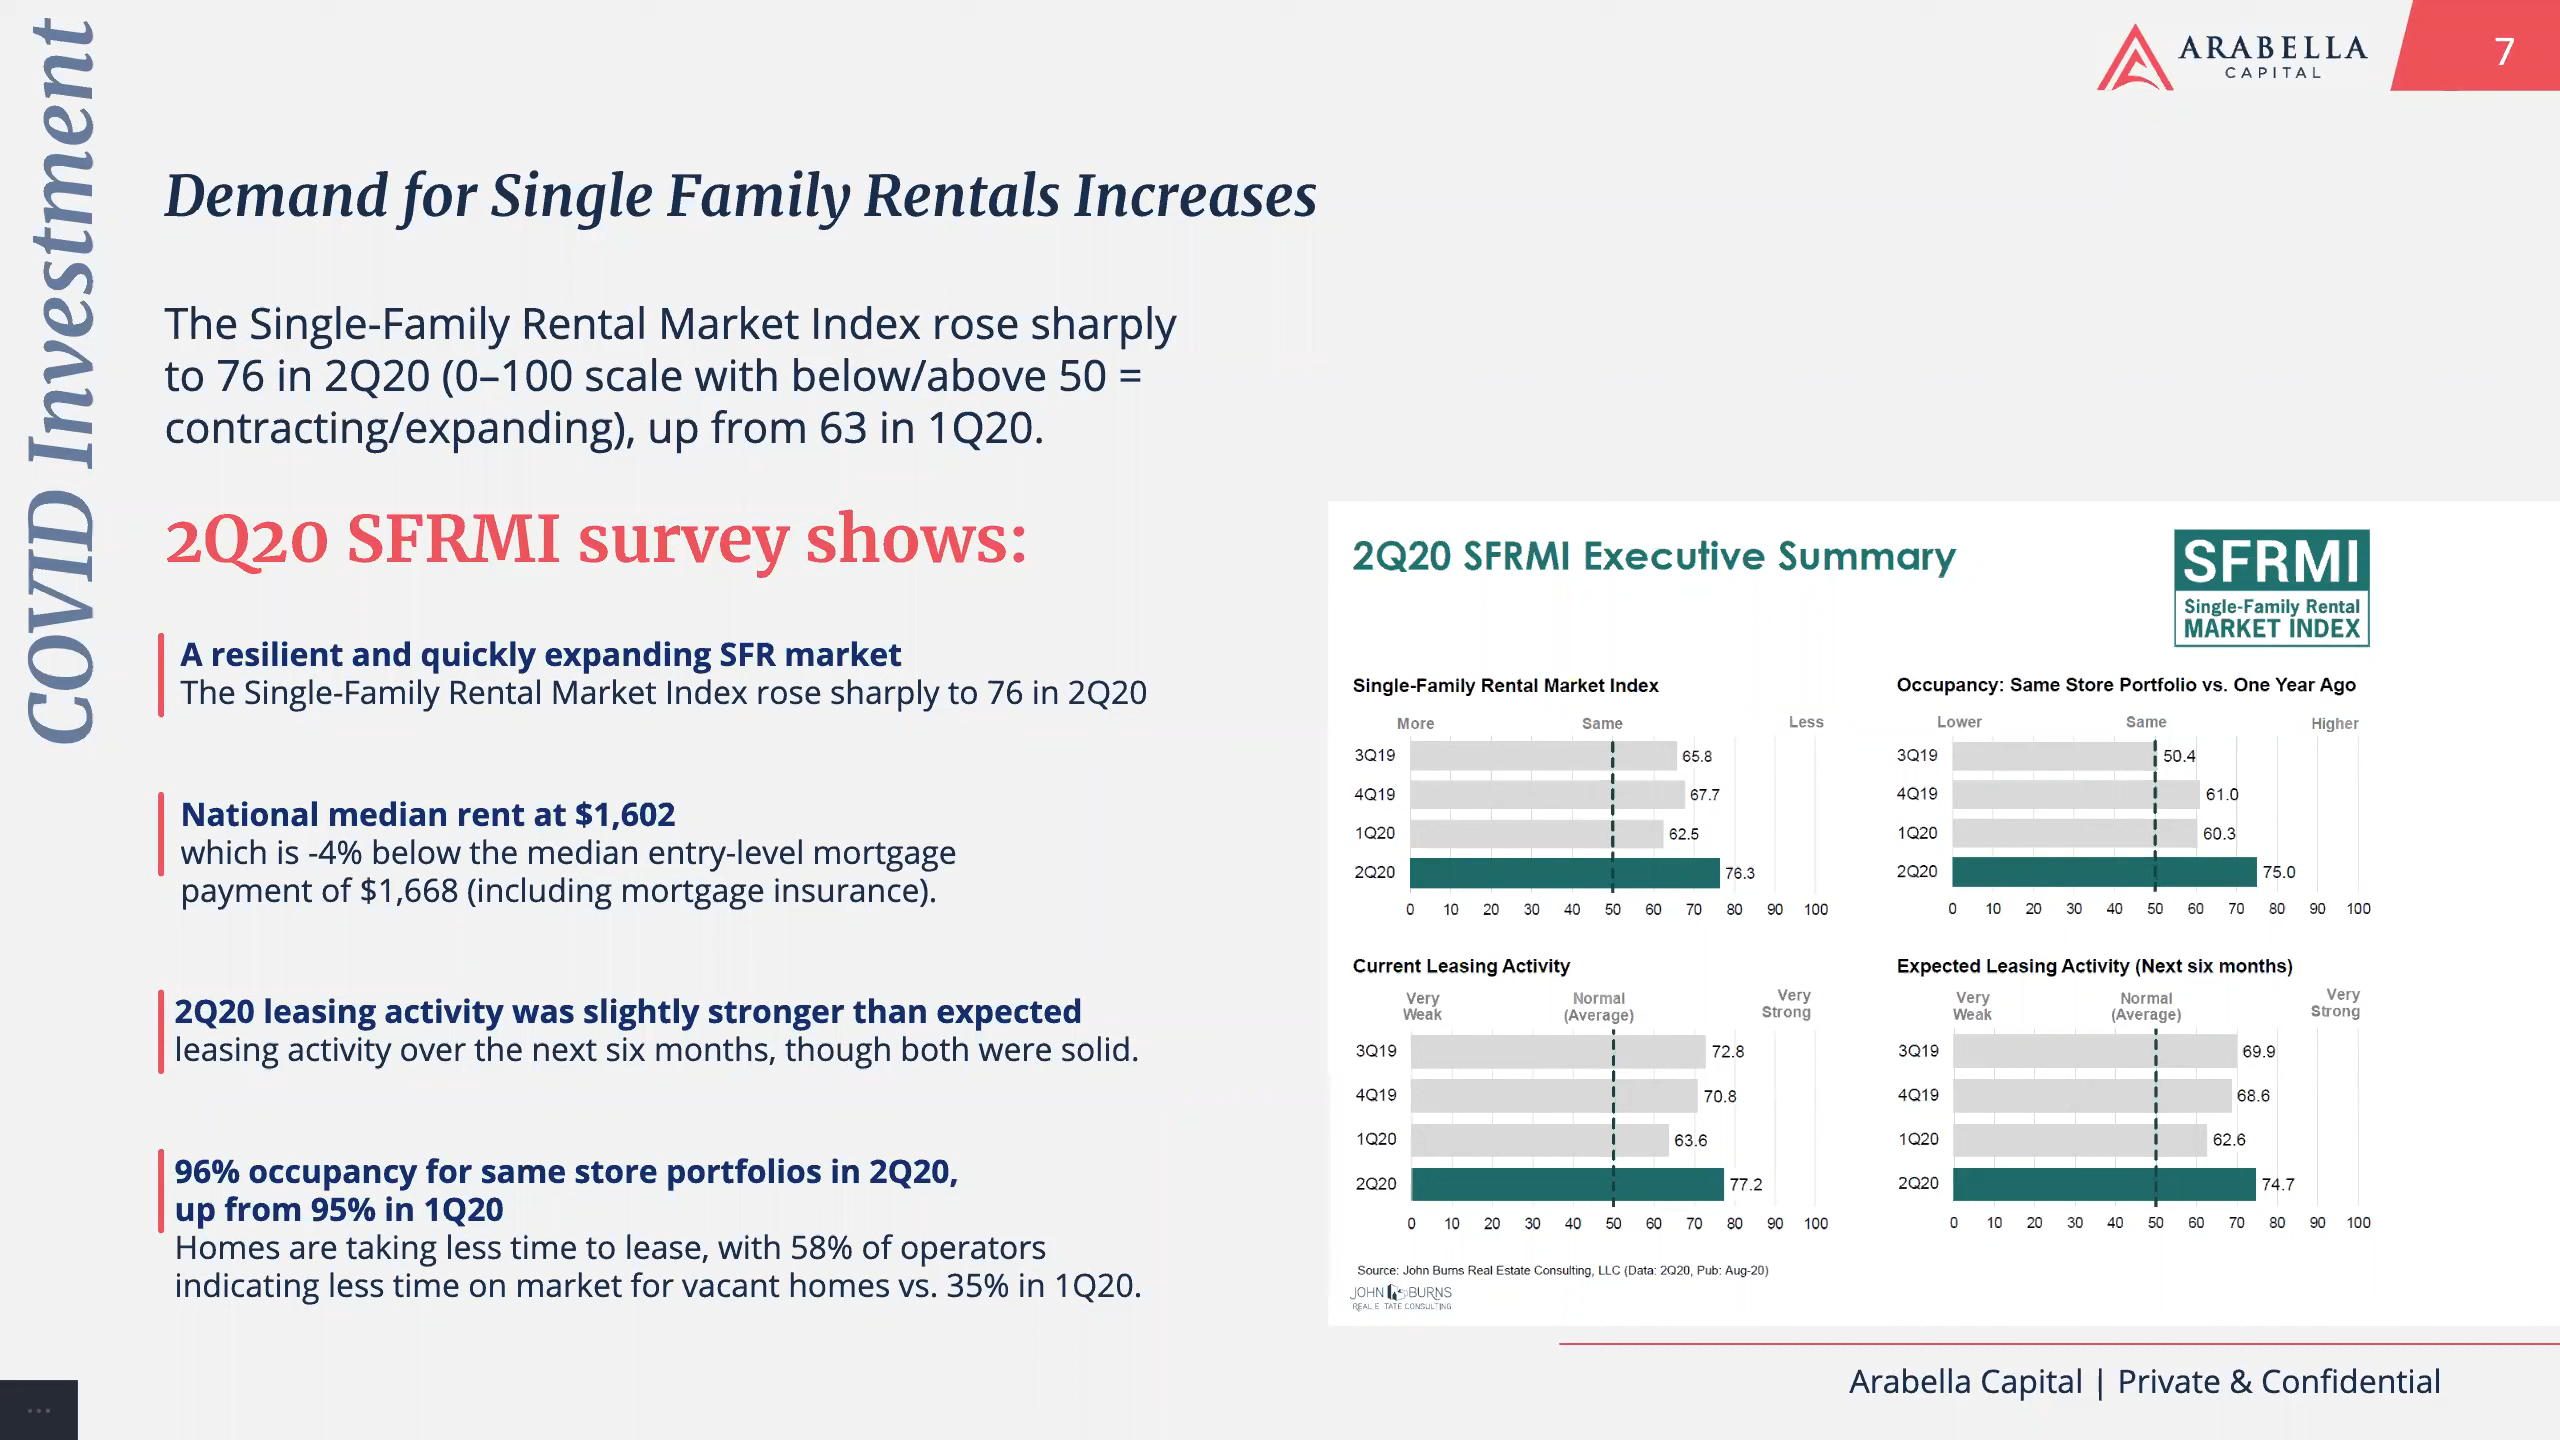 COVID Investment
ARABELLA
CAPITAL
7
Demand for Single Family Rentals Increases
The Single-Family Rental Market Index rose sharply
to 76 in 2Q20 (0–100 scale with below/above 50 =
contracting/expanding), up from 63 in 1Q20.
2Q20 SFRMI survey shows:
A resilient and quickly expanding SFR market
The Single-Family Rental Market Index rose sharply to 76 in 2Q20
National median rent at $1,602
which is -4% below the median entry-level mortgage
payment of $1,668 (including mortgage insurance).
2Q20 leasing activity was slightly stronger than expected
leasing activity over the next six months, though both were solid.
96% occupancy for same store portfolios in 2Q20,
up from 95% in 1Q20
Homes are taking less time to lease, with 58% of operators
indicating less time on market for vacant homes vs. 35% in 1Q20.
2Q20 SFRMI Executive Summary
SFRMI
Single-Family Rental
MARKET INDEX
Single-Family Rental Market Index
More Same Less
3Q19 65.8
4Q19 67.7
1Q20 62.5
2Q20 76.3
0 10 20 30 40 50 60 70 80 90 100
Occupancy: Same Store Portfolio vs. One Year Ago
Lower Same Higher
3Q19 50.4
4Q19 61.0
1Q20 60.3
2Q20 75.0
0 10 20 30 40 50 60 70 80 90 100
Current Leasing Activity
Very Normal Very
Weak (Average) Strong
3Q19 72.8
4Q19 70.8
1Q20 63.6
2Q20 77.2
0 10 20 30 40 50 60 70 80 90 100
Expected Leasing Activity (Next six months)
Very Normal Very
Weak (Average) Strong
3Q19 69.9
4Q19 68.6
1Q20 62.6
2Q20 74.7
0 10 20 30 40 50 60 70 80 90 100
Source: John Burns Real Estate Consulting, LLC (Data: 2Q20, Pub: Aug-20)
JOHN BURNS
REAL E TATE CONSULTING
Arabella Capital | Private & Confidential